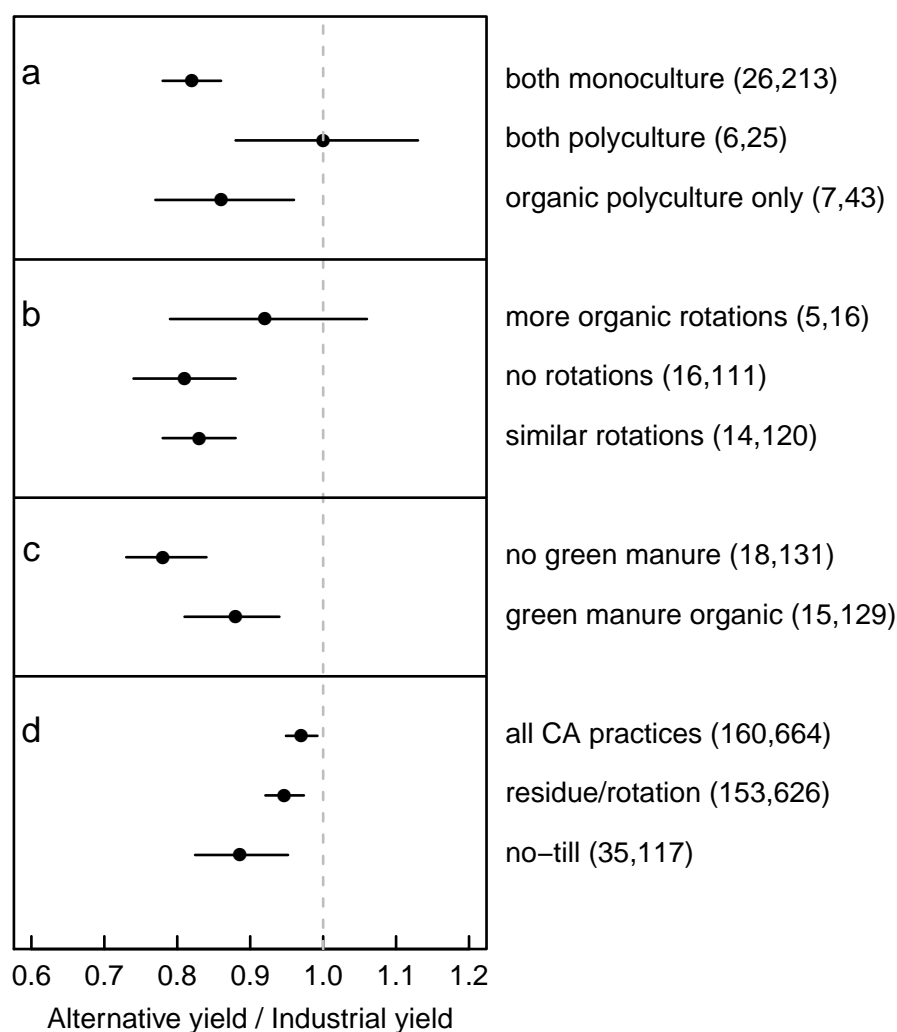 a
both monoculture (26,213)
both polyculture (6,25)
organic polyculture only (7,43)
b
more organic rotations (5,16)
no rotations (16,111)
similar rotations (14,120)
c
no green manure (18,131)
green manure organic (15,129)
d
all CA practices (160,664)
residue/rotation (153,626)
no−till (35,117)
0.6 0.7 0.8 0.9 1.0 1.1 1.2
Alternative yield / Industrial yield